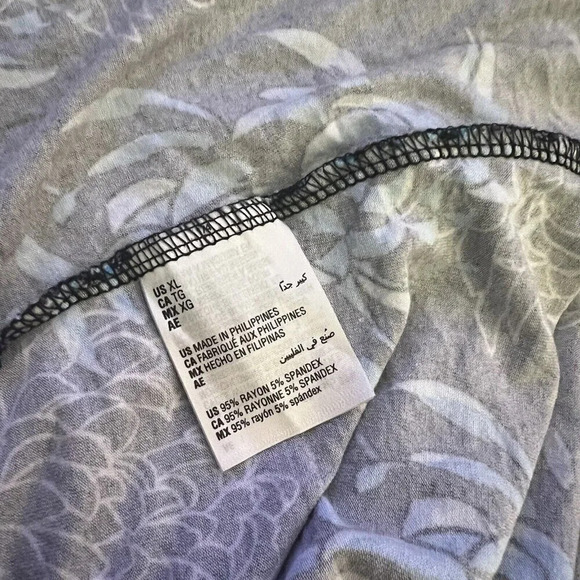 US XL
CA TG
MX XG
AE كبير جدًا
US MADE IN PHILIPPINES
CA FABRIQUÉ AUX PHILIPPINES
MX HECHO EN FILIPINAS
AE صنع في الفلبين
US 95% RAYON 5% SPANDEX
CA 95% RAYONNE 5% SPANDEX
MX 95% rayón 5% spándex